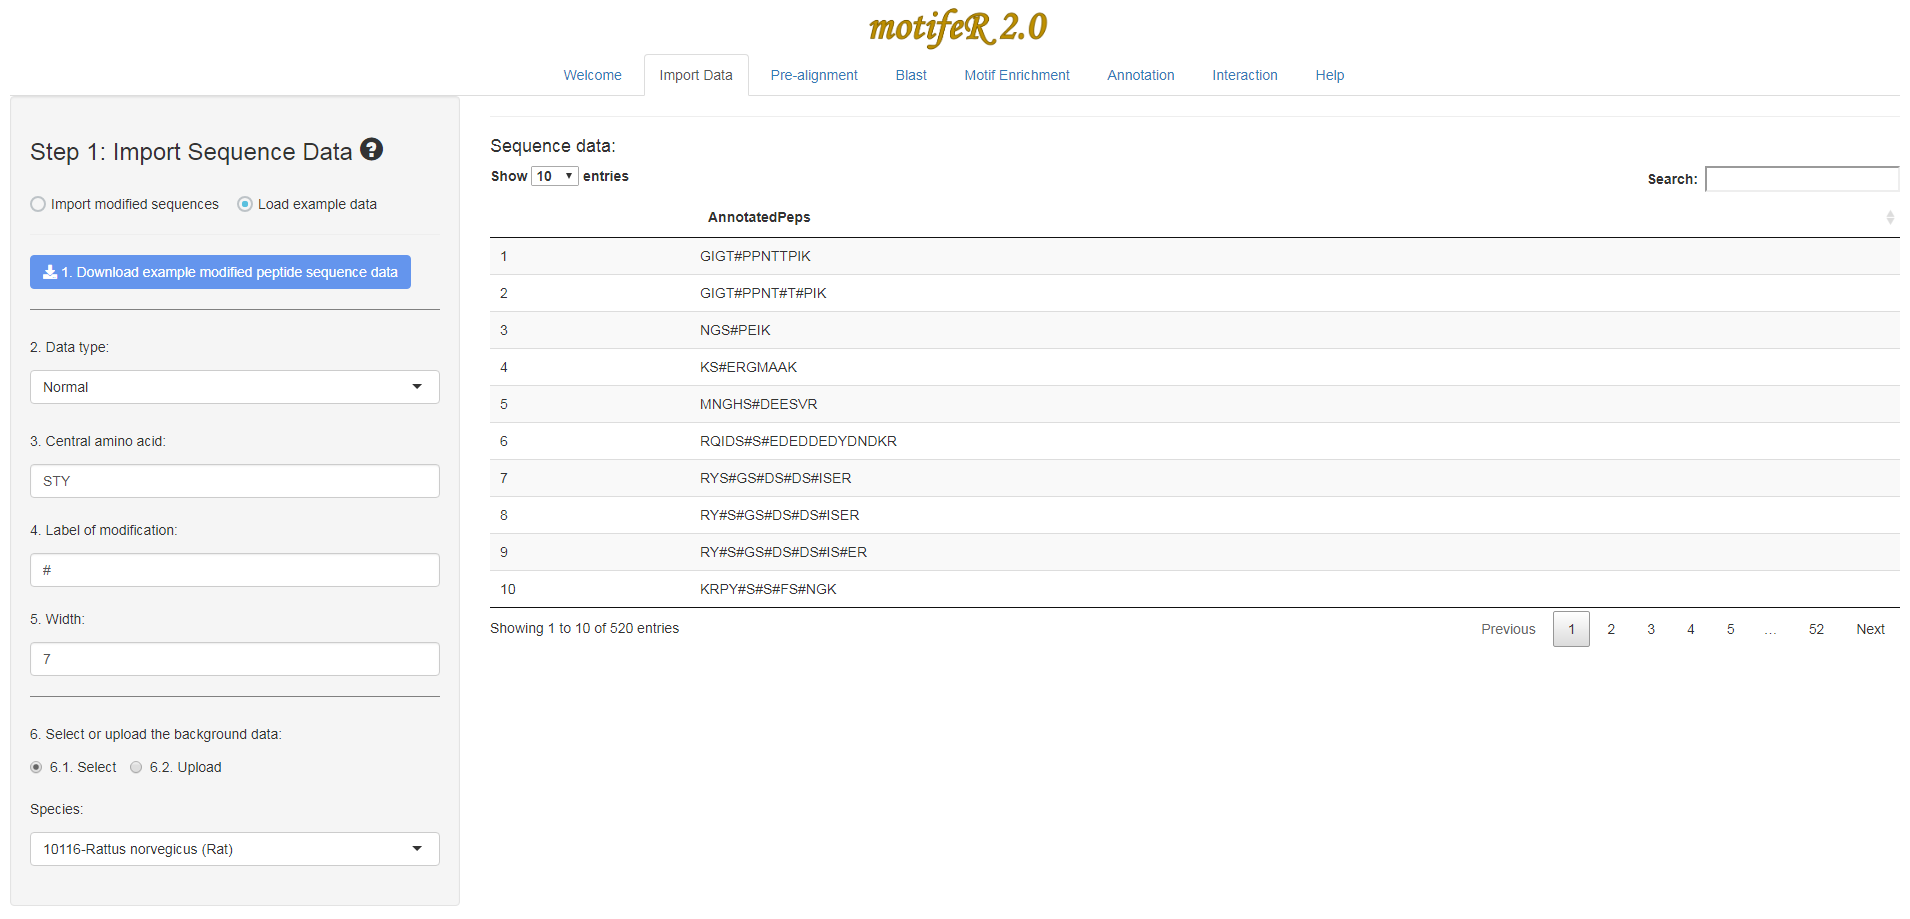 motifeR 2.0
Welcome Import Data Pre-alignment Blast Motif Enrichment Annotation Interaction Help
Step 1: Import Sequence Data ?
Import modified sequences Load example data
1. Download example modified peptide sequence data
2. Data type:
Normal
3. Central amino acid:
STY
4. Label of modification:
#
5. Width:
7
6. Select or upload the background data:
6.1. Select 6.2. Upload
Species:
10116-Rattus norvegicus (Rat)
Sequence data:
Show 10 entries
Search:
AnnotatedPeps
1 GIGT#PPNTTPIK
2 GIGT#PPNT#T#PIK
3 NGS#PEIK
4 KS#ERGMAAK
5 MNGHS#DEESVR
6 RQIDS#S#EDEDDEDYDNDKR
7 RYS#GS#DS#DS#ISER
8 RY#S#GS#DS#DS#ISER
9 RY#S#GS#DS#DS#IS#ER
10 KRPY#S#S#FS#NGK
Showing 1 to 10 of 520 entries
Previous 1 2 3 4 5 … 52 Next